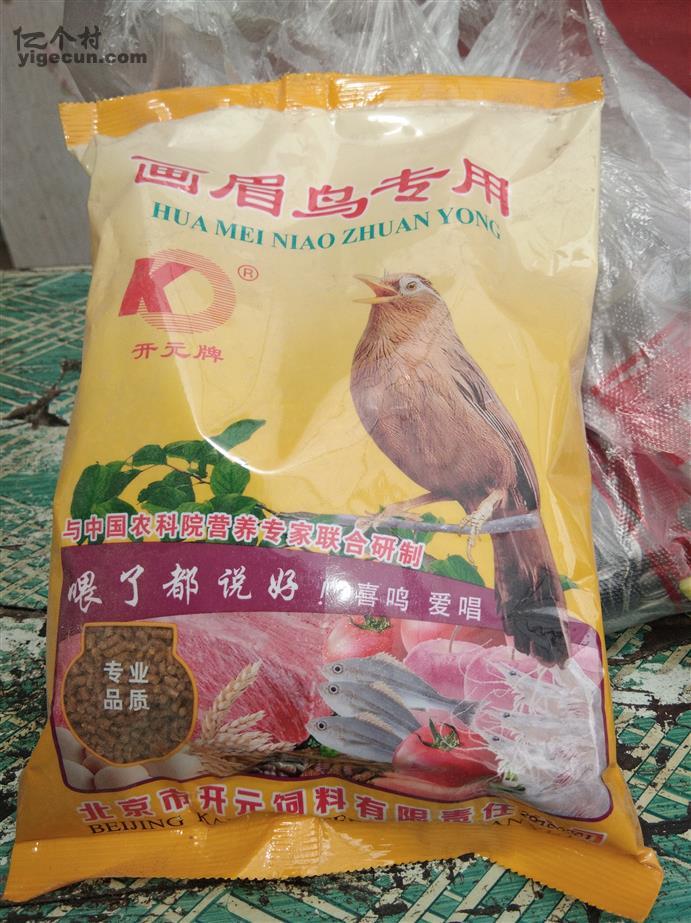 亿个村
yigecun.com
画眉鸟专用
HUA MEI NIAO ZHUAN YONG
®
开元牌
与中国农科院营养专家联合研制
喂了都说好 喜鸣 爱唱
专业
品质
北京市开元饲料有限责任
BEIJING